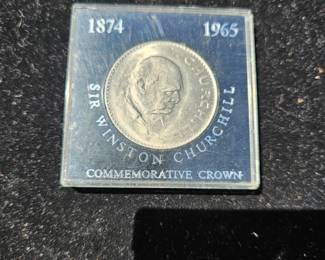 1874 1965
CHURCHILL
SIR WINSTON CHURCHILL
COMMEMORATIVE CROWN